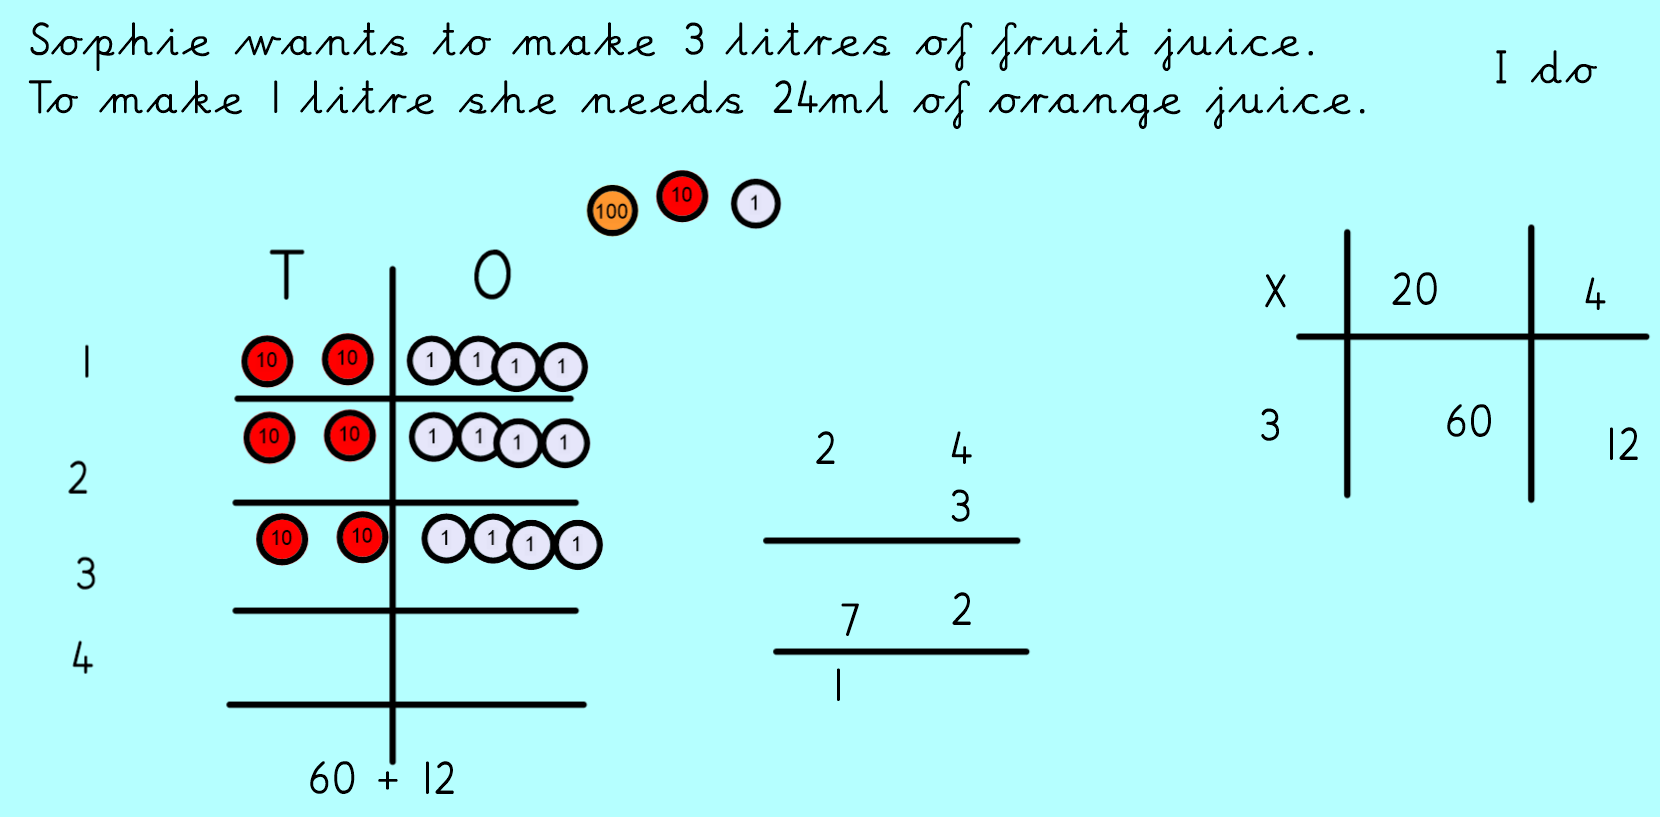 Sophie wants to make 3 litres of fruit juice.
To make 1 litre she needs 24ml of orange juice.
I do
100 10 1
T O
1 10 10 1 1 1 1
2 10 10 1 1 1 1
3 10 10 1 1 1 1
4
60 + 12
2 4
3
7 2
1
X 20 4
3 60 12